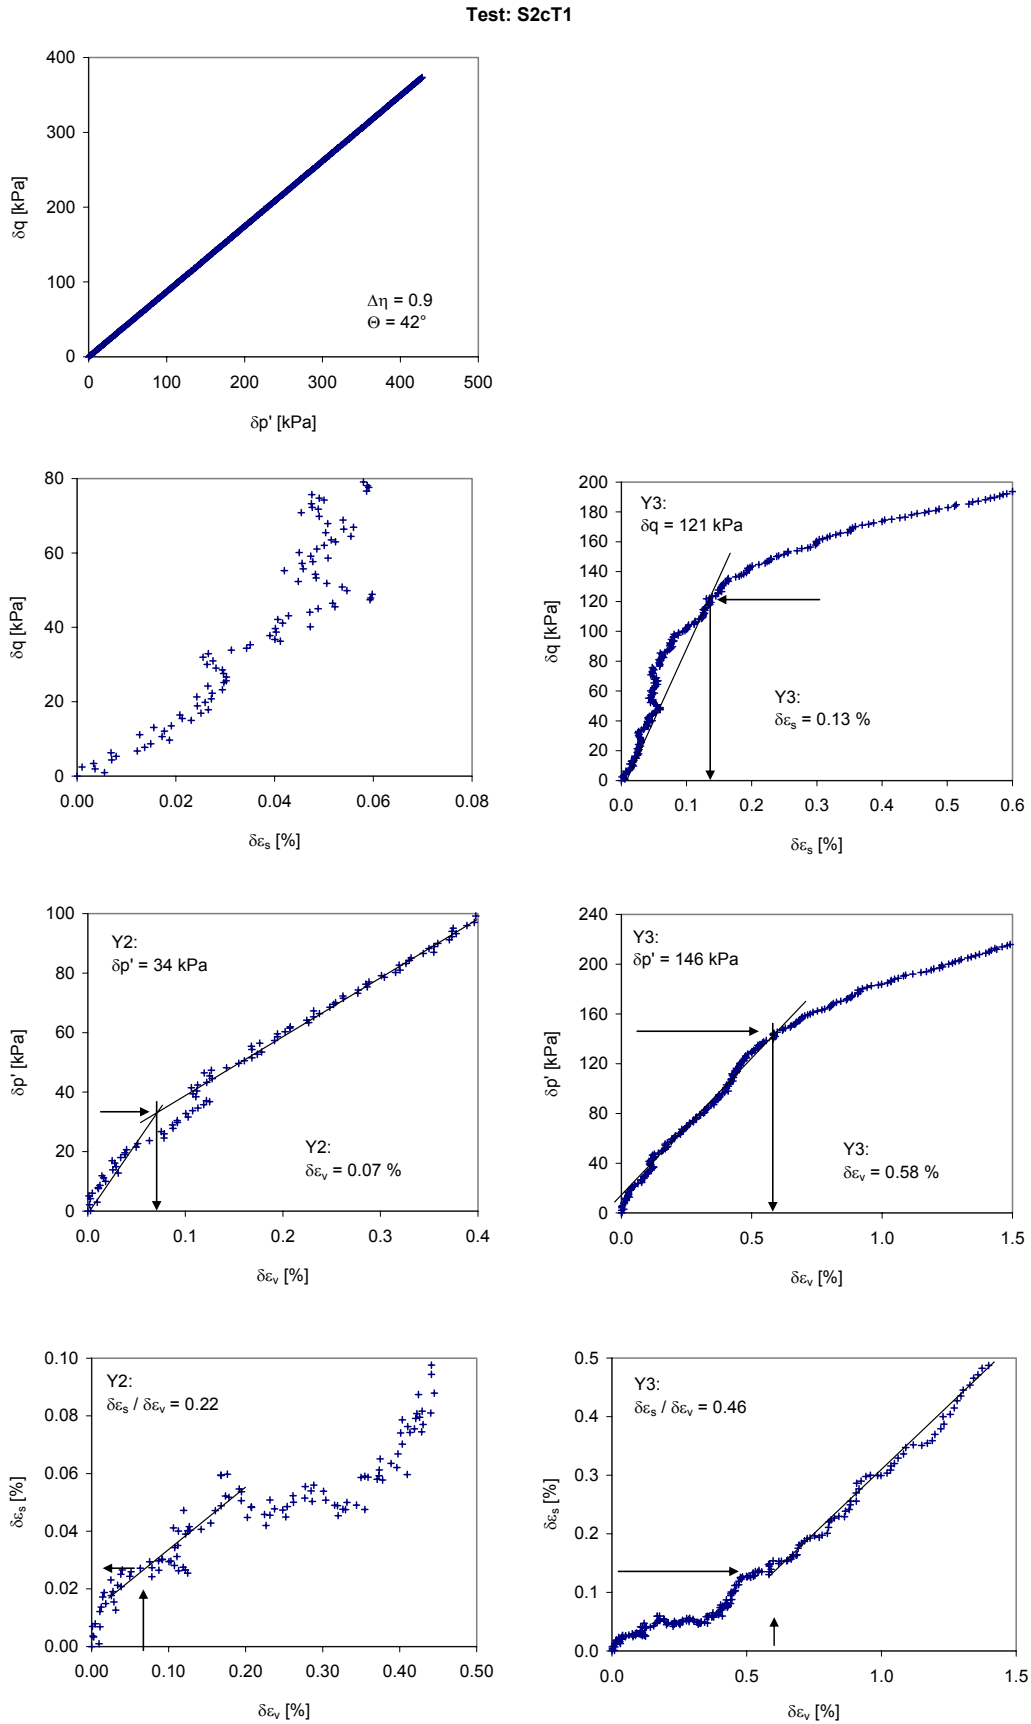 Test: S2cT1
400
300
200
100
0
δq [kPa]
Δη = 0.9
Θ = 42°
0 100 200 300 400 500
δp' [kPa]
80
60
40
20
0
δq [kPa]
0.00 0.02 0.04 0.06 0.08
δεs [%]
200
180
160
140
120
100
80
60
40
20
0
δq [kPa]
Y3:
δq = 121 kPa
Y3:
δεs = 0.13 %
0.0 0.1 0.2 0.3 0.4 0.5 0.6
δεs [%]
100
80
60
40
20
0
δp' [kPa]
Y2:
δp' = 34 kPa
Y2:
δεv = 0.07 %
0.0 0.1 0.2 0.3 0.4
δεv [%]
240
200
160
120
80
40
0
δp' [kPa]
Y3:
δp' = 146 kPa
Y3:
δεv = 0.58 %
0.0 0.5 1.0 1.5
δεv [%]
0.10
0.08
0.06
0.04
0.02
0.00
δεs [%]
Y2:
δεs / δεv = 0.22
0.00 0.10 0.20 0.30 0.40 0.50
δεv [%]
0.5
0.4
0.3
0.2
0.1
0.0
δεs [%]
Y3:
δεs / δεv = 0.46
0.0 0.5 1.0 1.5
δεv [%]